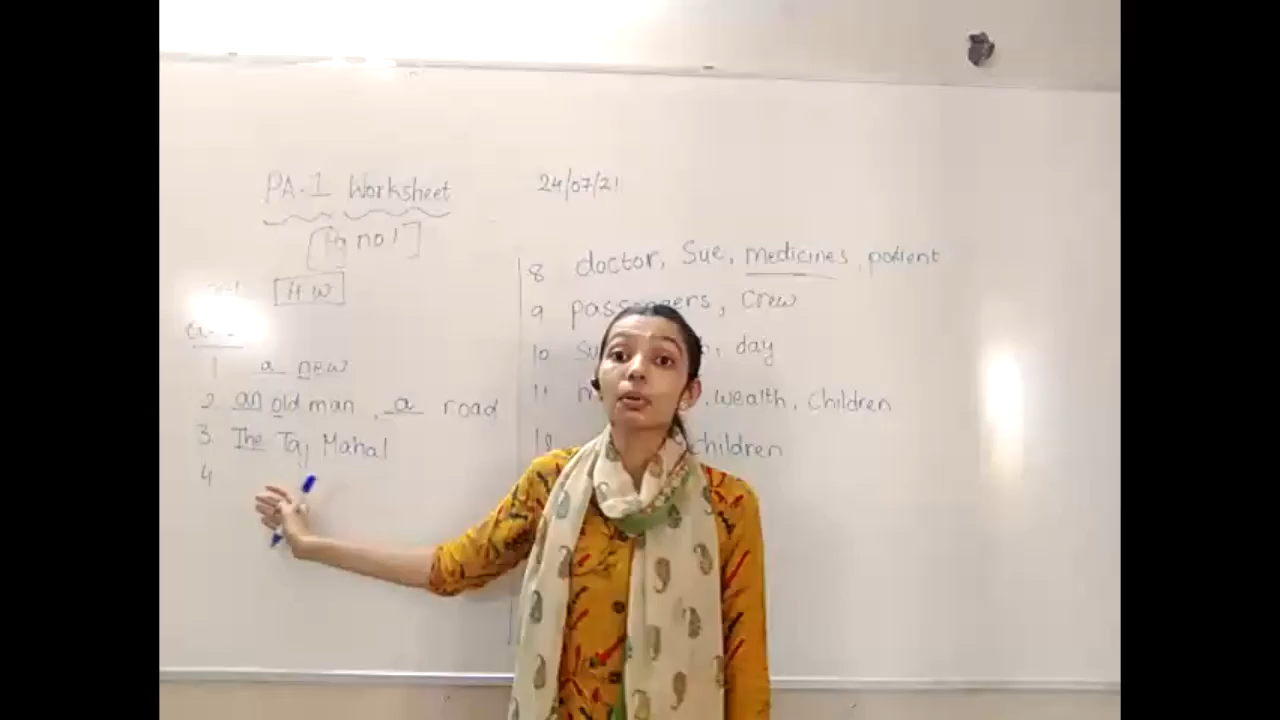 PA-1 Worksheet
24/07/21
[Pg no 1]
HW
1 a new
2. an old man, a road
3. The Taj Mahal
4
8 doctor, Sue, medicines, patient
9 passengers, crew
10 day
11 wealth, children
children